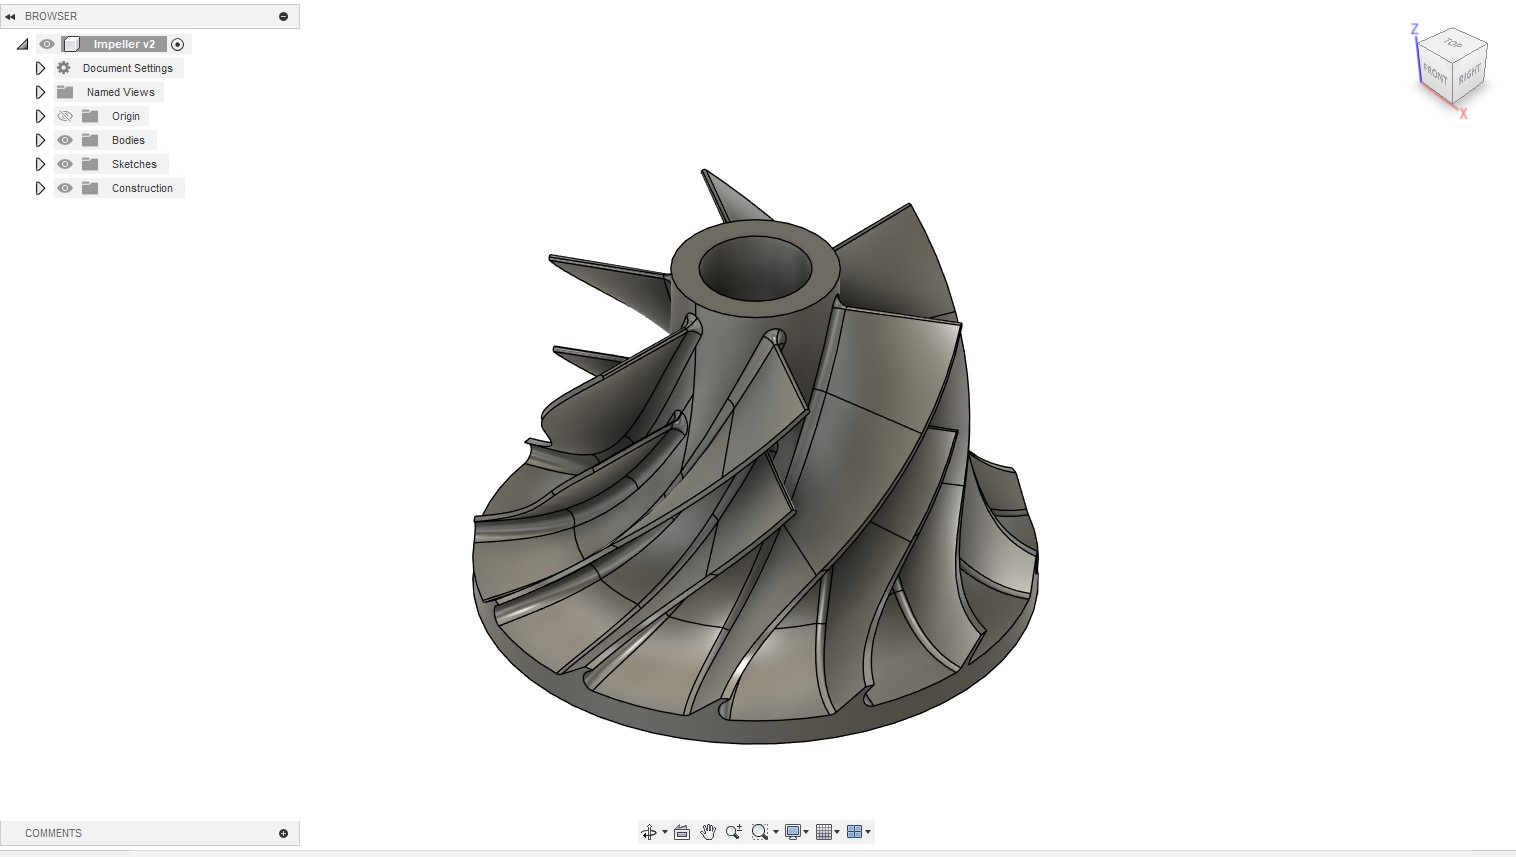 BROWSER
Impeller v2
Document Settings
Named Views
Origin
Bodies
Sketches
Construction
Z
TOP
FRONT
RIGHT
X
COMMENTS